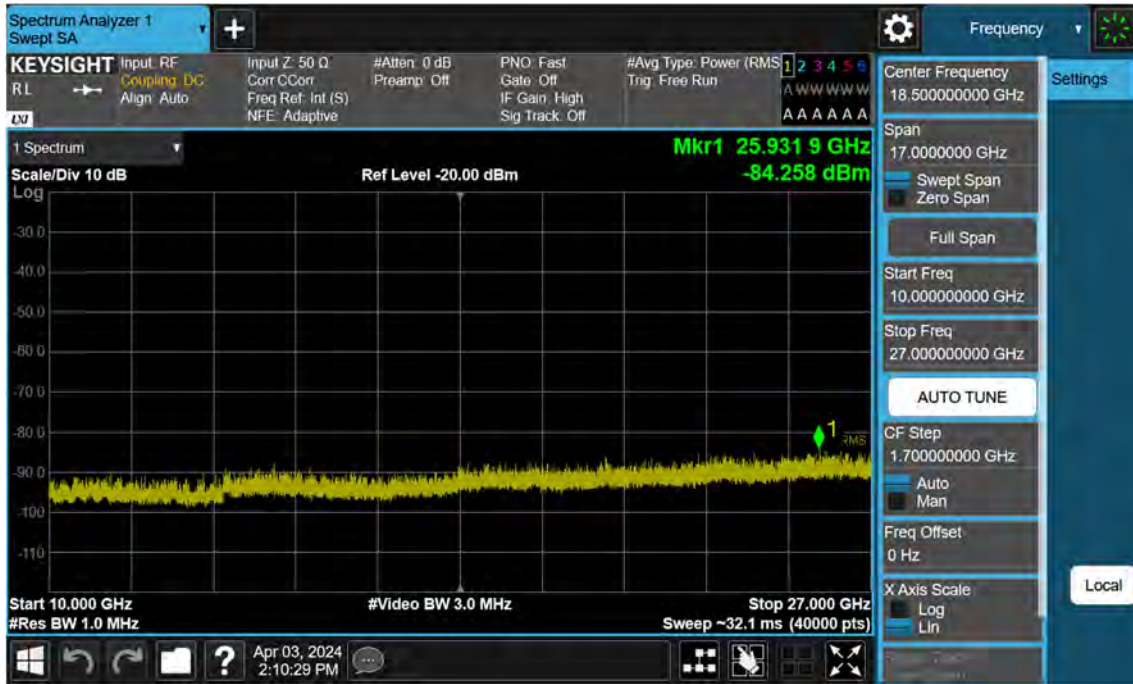 Spectrum Analyzer 1
Swept SA
Frequency
KEYSIGHT
RL
LXI
Input: RF
Coupling: DC
Align: Auto
Input Z: 50 Ω
Corr CCorr
Freq Ref: Int (S)
NFE: Adaptive
#Atten: 0 dB
Preamp: Off
PNO: Fast
Gate: Off
IF Gain: High
Sig Track: Off
#Avg Type: Power (RMS
Trig: Free Run
1 2 3 4 5 6
A W W W W W
A A A A A A
Center Frequency
18.500000000 GHz
Settings
1 Spectrum
Mkr1 25.931 9 GHz
Scale/Div 10 dB
Ref Level -20.00 dBm
-84.258 dBm
Log
-30.0
-40.0
-50.0
-60.0
-70.0
-80.0
-90.0
-100
-110
1
RMS
Start 10.000 GHz
#Video BW 3.0 MHz
Stop 27.000 GHz
#Res BW 1.0 MHz
Sweep ~32.1 ms (40000 pts)
Span
17.0000000 GHz
Swept Span
Zero Span
Full Span
Start Freq
10.000000000 GHz
Stop Freq
27.000000000 GHz
AUTO TUNE
CF Step
1.700000000 GHz
Auto
Man
Freq Offset
0 Hz
X Axis Scale
Log
Lin
Local
?
Apr 03, 2024
2:10:29 PM